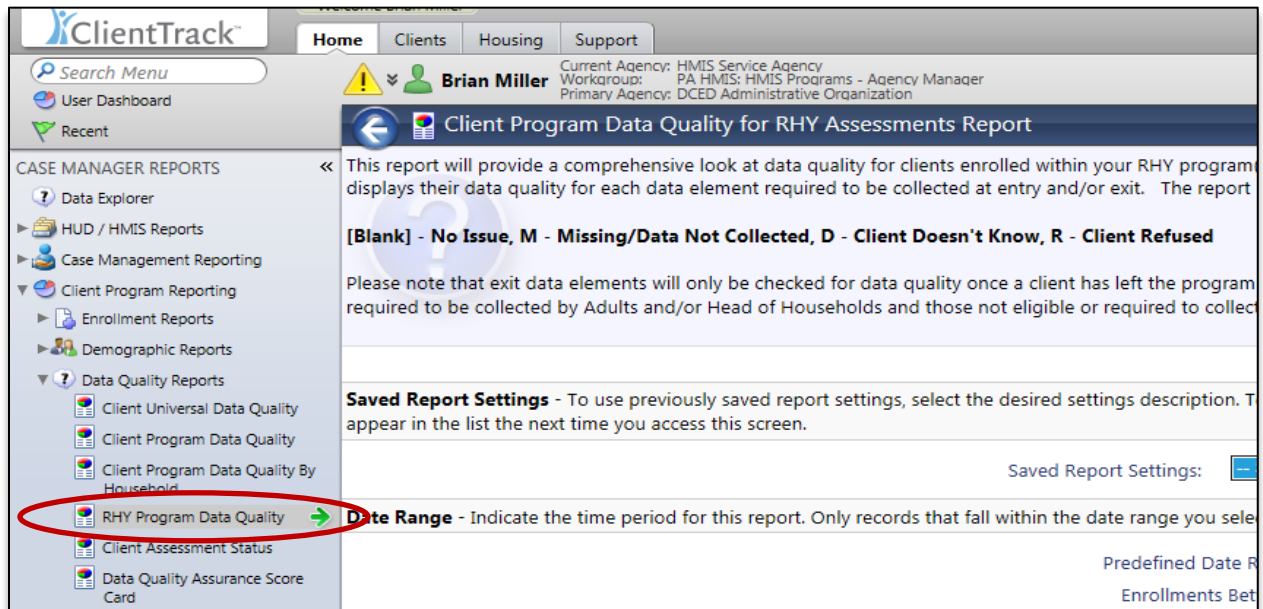 Welcome Brian Miller
ClientTrack
Home Clients Housing Support
Search Menu
User Dashboard
Recent
Brian Miller
Current Agency: HMIS Service Agency
Workgroup: PA HMIS: HMIS Programs - Agency Manager
Primary Agency: DCED Administrative Organization
CASE MANAGER REPORTS
Data Explorer
HUD / HMIS Reports
Case Management Reporting
Client Program Reporting
Enrollment Reports
Demographic Reports
Data Quality Reports
Client Universal Data Quality
Client Program Data Quality
Client Program Data Quality By
Household
RHY Program Data Quality
Client Assessment Status
Data Quality Assurance Score
Card
Client Program Data Quality for RHY Assessments Report
This report will provide a comprehensive look at data quality for clients enrolled within your RHY program(
displays their data quality for each data element required to be collected at entry and/or exit. The report
[Blank] - No Issue, M - Missing/Data Not Collected, D - Client Doesn't Know, R - Client Refused
Please note that exit data elements will only be checked for data quality once a client has left the program
required to be collected by Adults and/or Head of Households and those not eligible or required to collect
Saved Report Settings - To use previously saved report settings, select the desired settings description. T
appear in the list the next time you access this screen.
Saved Report Settings: --
Date Range - Indicate the time period for this report. Only records that fall within the date range you sele
Predefined Date R
Enrollments Bet